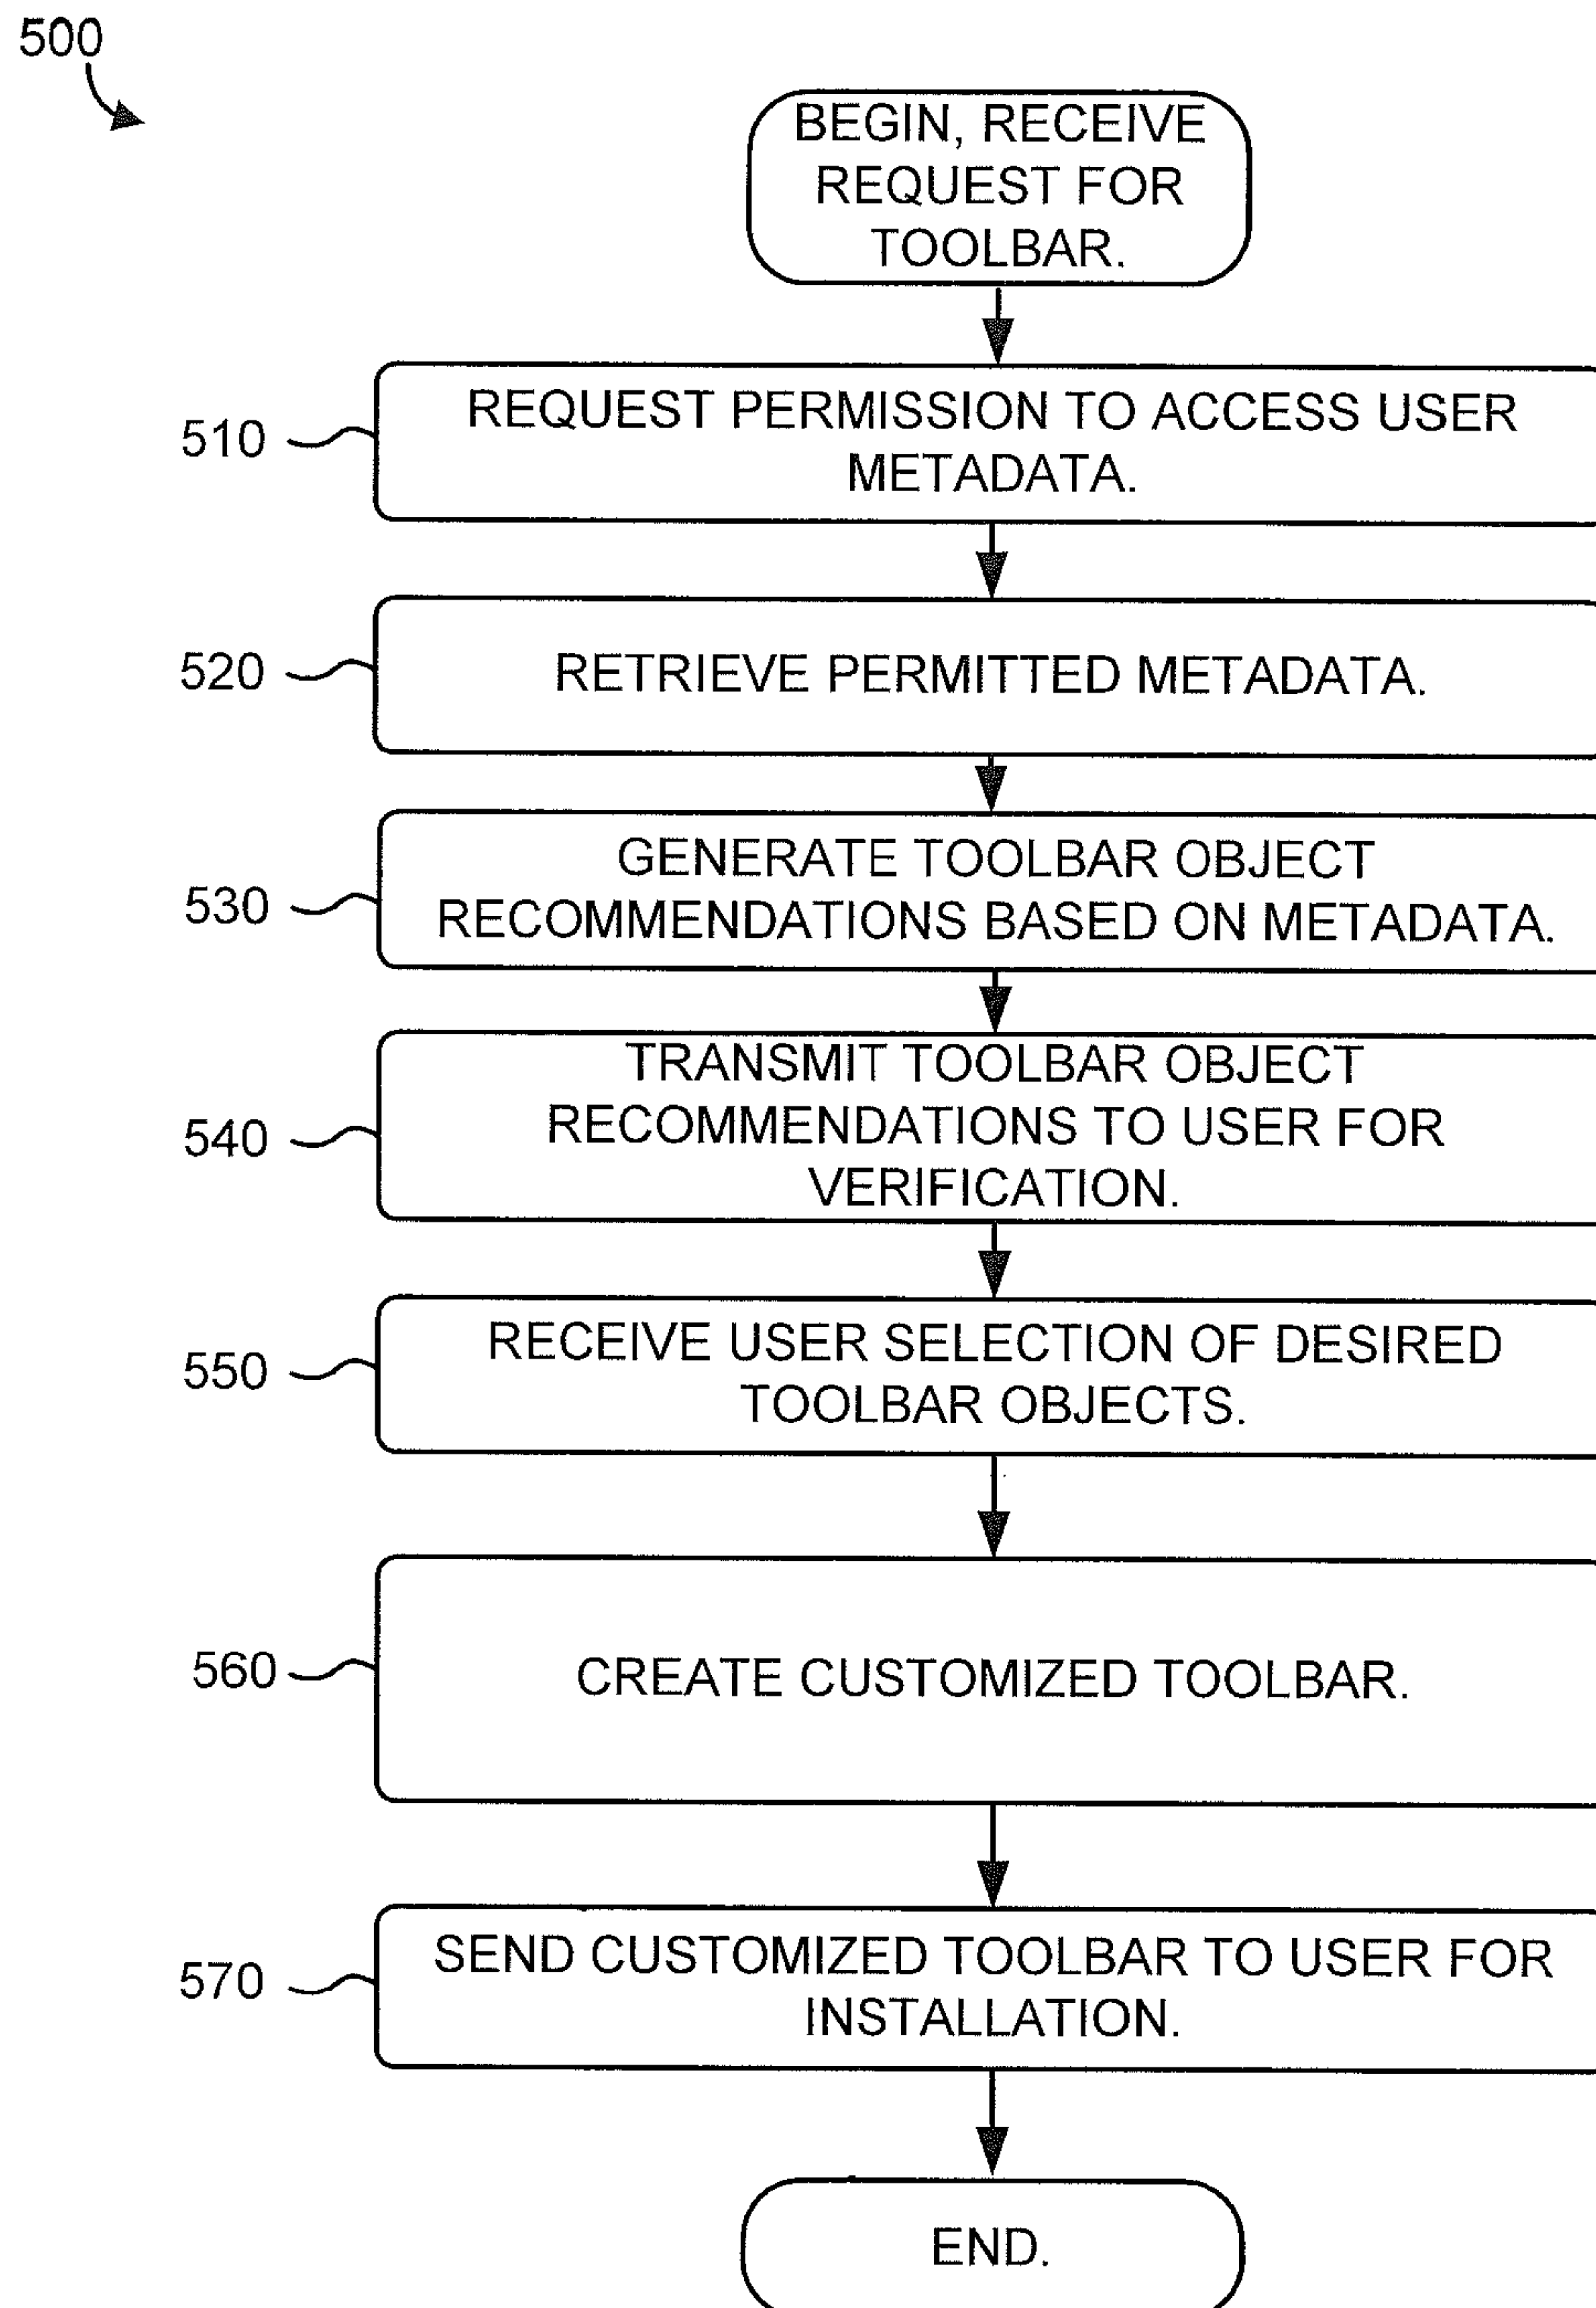 500
BEGIN, RECEIVE
REQUEST FOR
TOOLBAR.
510
REQUEST PERMISSION TO ACCESS USER
METADATA.
520
RETRIEVE PERMITTED METADATA.
530
GENERATE TOOLBAR OBJECT
RECOMMENDATIONS BASED ON METADATA.
540
TRANSMIT TOOLBAR OBJECT
RECOMMENDATIONS TO USER FOR
VERIFICATION.
550
RECEIVE USER SELECTION OF DESIRED
TOOLBAR OBJECTS.
560
CREATE CUSTOMIZED TOOLBAR.
570
SEND CUSTOMIZED TOOLBAR TO USER FOR
INSTALLATION.
END.